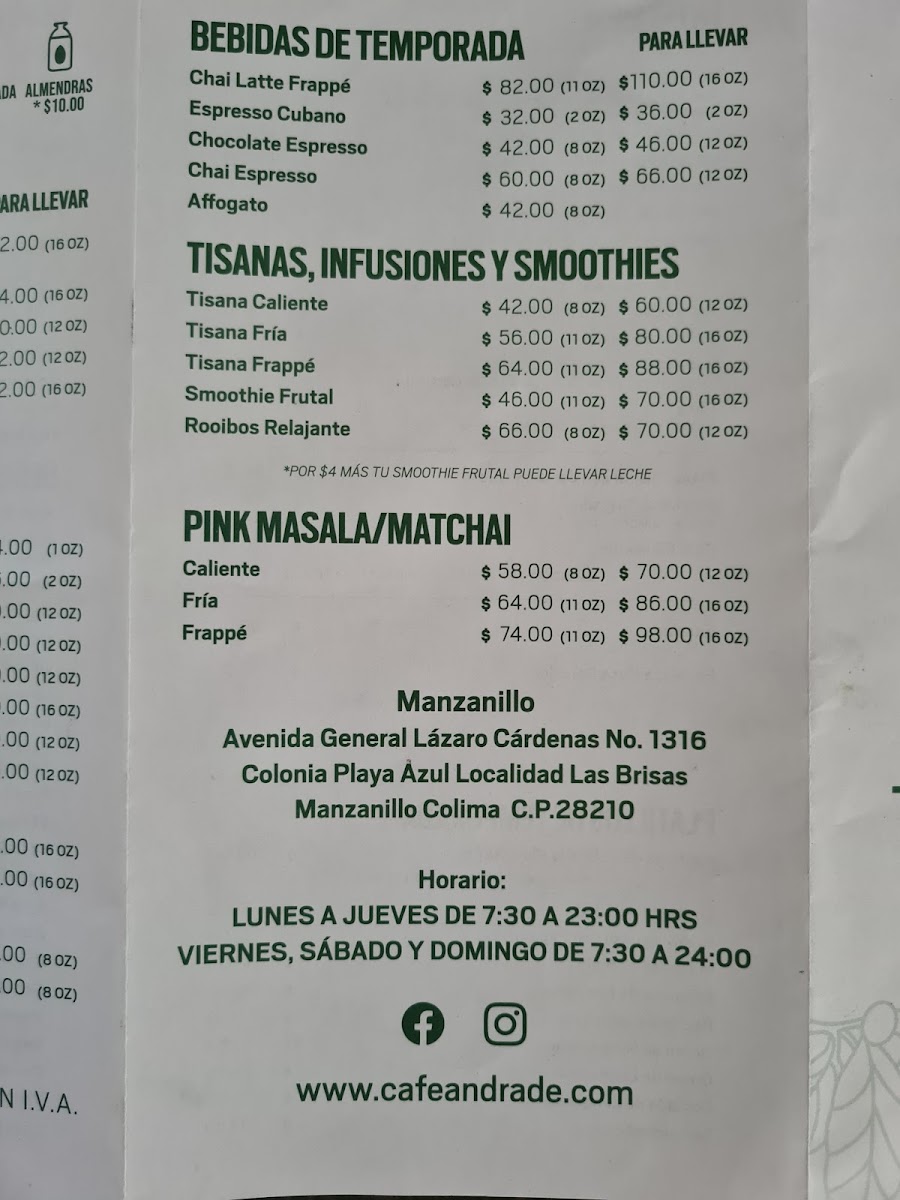 DA ALMENDRAS
* $10.00
PARA LLEVAR
2.00 (16 OZ)
4.00 (16 OZ)
0.00 (12 OZ)
2.00 (12 OZ)
2.00 (16 OZ)
.00 (1 OZ)
.00 (2 OZ)
.00 (12 OZ)
.00 (12 OZ)
.00 (12 OZ)
.00 (16 OZ)
.00 (12 OZ)
.00 (12 OZ)
.00 (16 OZ)
.00 (16 OZ)
.00 (8 OZ)
.00 (8 OZ)
N I.V.A.
BEBIDAS DE TEMPORADA PARA LLEVAR
Chai Latte Frappé $ 82.00 (11 OZ) $110.00 (16 OZ)
Espresso Cubano $ 32.00 (2 OZ) $ 36.00 (2 OZ)
Chocolate Espresso $ 42.00 (8 OZ) $ 46.00 (12 OZ)
Chai Espresso $ 60.00 (8 OZ) $ 66.00 (12 OZ)
Affogato $ 42.00 (8 OZ)
TISANAS, INFUSIONES Y SMOOTHIES
Tisana Caliente $ 42.00 (8 OZ) $ 60.00 (12 OZ)
Tisana Fría $ 56.00 (11 OZ) $ 80.00 (16 OZ)
Tisana Frappé $ 64.00 (11 OZ) $ 88.00 (16 OZ)
Smoothie Frutal $ 46.00 (11 OZ) $ 70.00 (16 OZ)
Rooibos Relajante $ 66.00 (8 OZ) $ 70.00 (12 OZ)
*POR $4 MÁS TU SMOOTHIE FRUTAL PUEDE LLEVAR LECHE
PINK MASALA/MATCHAI
Caliente $ 58.00 (8 OZ) $ 70.00 (12 OZ)
Fría $ 64.00 (11 OZ) $ 86.00 (16 OZ)
Frappé $ 74.00 (11 OZ) $ 98.00 (16 OZ)
Manzanillo
Avenida General Lázaro Cárdenas No. 1316
Colonia Playa Azul Localidad Las Brisas
Manzanillo Colima C.P.28210
Horario:
LUNES A JUEVES DE 7:30 A 23:00 HRS
VIERNES, SÁBADO Y DOMINGO DE 7:30 A 24:00
www.cafeandrade.com